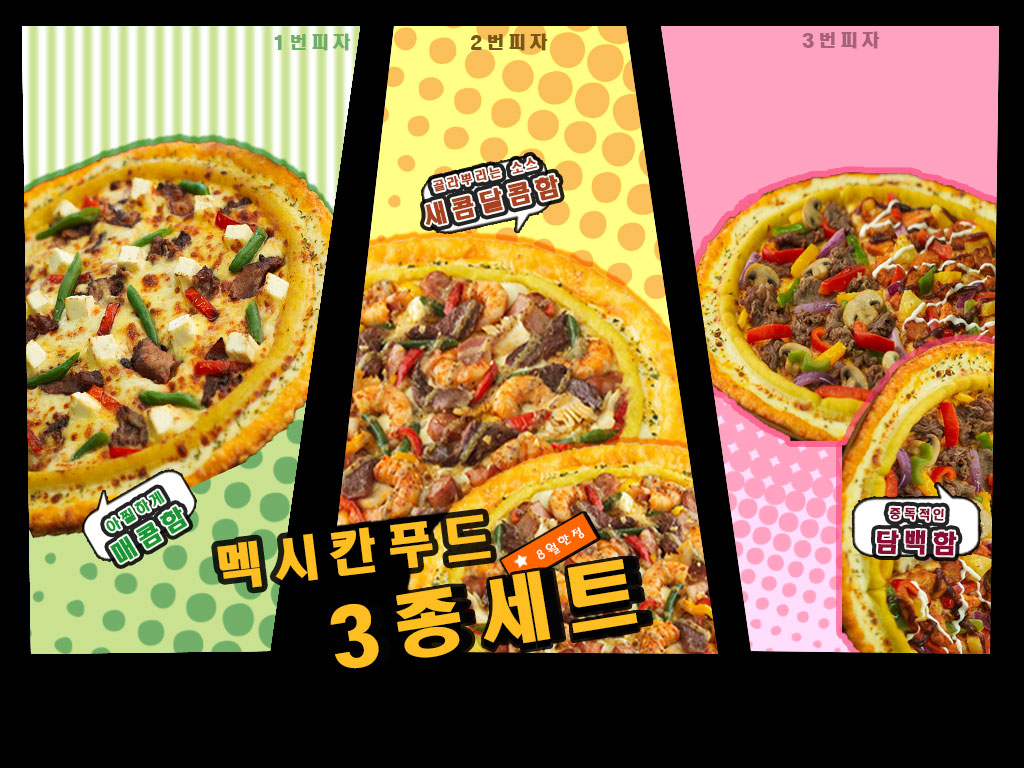 1번피자
2번피자
3번피자
골라뿌리는 소스
새콤달콤함
아찔하게
매콤함
중독적인
담백함
멕시칸푸드
8월한정
3종세트